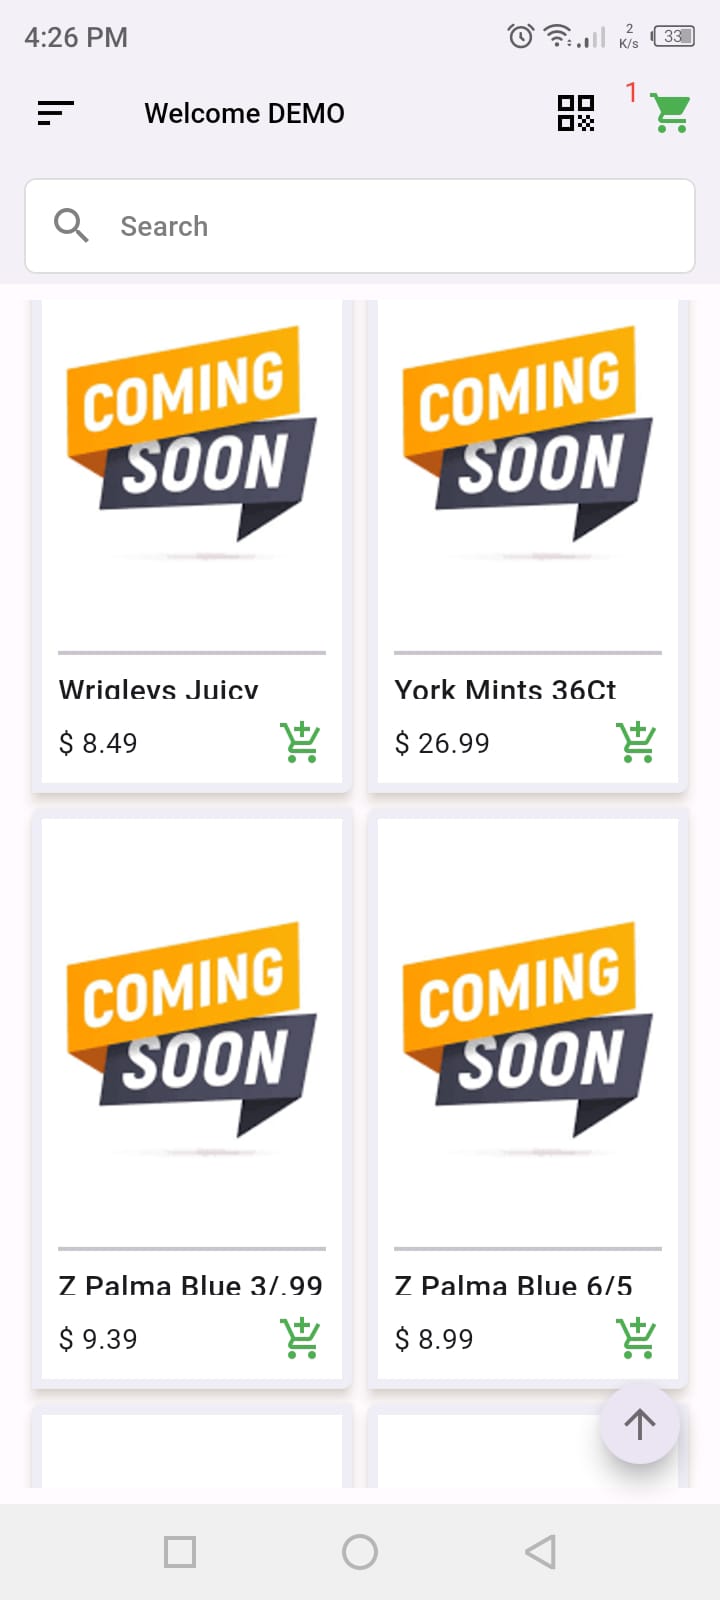 4:26 PM
2
K/s
33
Welcome DEMO
1
Search
COMING
SOON
COMING
SOON
Wrigleys Juicy
$ 8.49
York Mints 36Ct
$ 26.99
COMING
SOON
COMING
SOON
Z Palma Blue 3/.99
$ 9.39
Z Palma Blue 6/5
$ 8.99